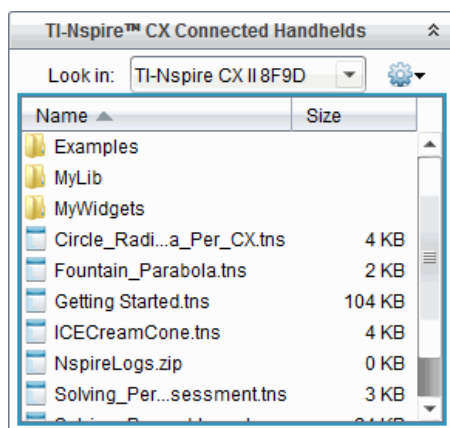 TI-Nspire™ CX Connected Handhelds
Look in: TI-Nspire CX II 8F9D
Name Size
Examples
MyLib
MyWidgets
Circle_Radi...a_Per_CX.tns 4 KB
Fountain_Parabola.tns 2 KB
Getting Started.tns 104 KB
ICECreamCone.tns 4 KB
NspireLogs.zip 0 KB
Solving_Per...sessment.tns 3 KB